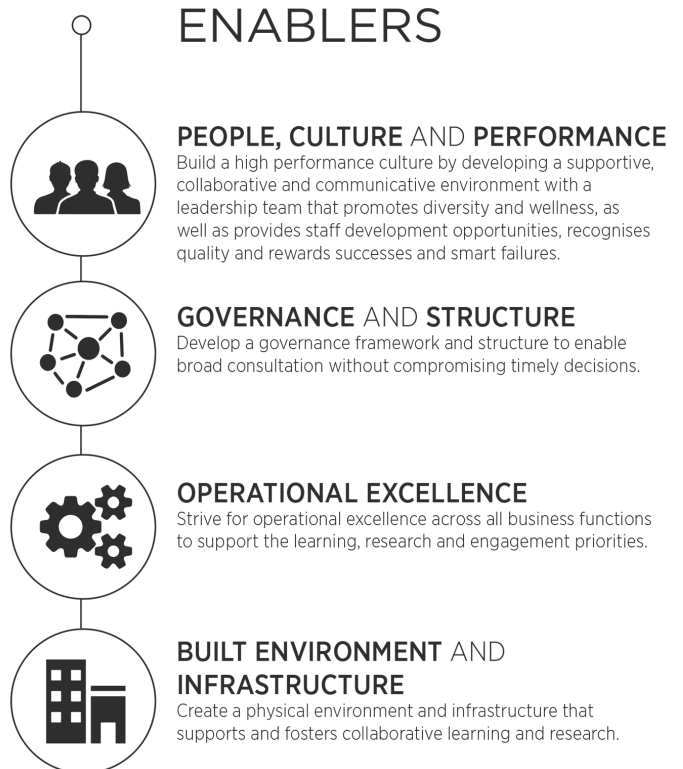 ENABLERS
PEOPLE, CULTURE AND PERFORMANCE
Build a high performance culture by developing a supportive,
collaborative and communicative environment with a
leadership team that promotes diversity and wellness, as
well as provides staff development opportunities, recognises
quality and rewards successes and smart failures.
GOVERNANCE AND STRUCTURE
Develop a governance framework and structure to enable
broad consultation without compromising timely decisions.
OPERATIONAL EXCELLENCE
Strive for operational excellence across all business functions
to support the learning, research and engagement priorities.
BUILT ENVIRONMENT AND
INFRASTRUCTURE
Create a physical environment and infrastructure that
supports and fosters collaborative learning and research.